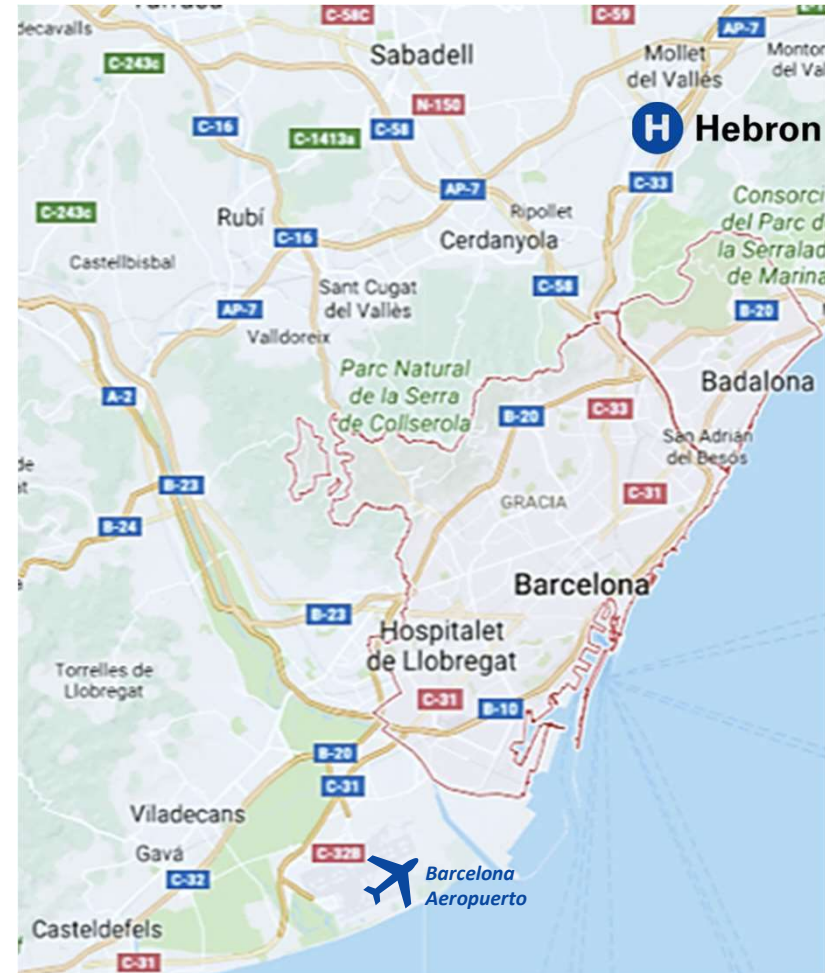 C-58C
C-59
AP-7
decavalls
Sabadell
Mollet
del Vallés
C-243c
N-150
H Hebron
C-16
C-1413a
C-58
C-33
AP-7
C-243c
Rubí
Ripollet
Consorci
del Parc d
la Serralad
de Marina
C-16
Cerdanyola
Castellbisbal
Sant Cugat
del Vallès
C-58
AP-7
B-20
Valldoreix
Parc Natural
de la Serra
de Collserola
Badalona
A-2
B-20
C-33
San Adrián
del Besós
de
at
B-23
C-31
GRACIA
B-24
Barcelona
B-23
Hospitalet
de Llobregat
Torrelles de
Llobregat
C-31
B-10
B-20
C-31
Viladecans
Gavá
C-32B
C-32
Barcelona
Aeropuerto
Casteldefels
C-31